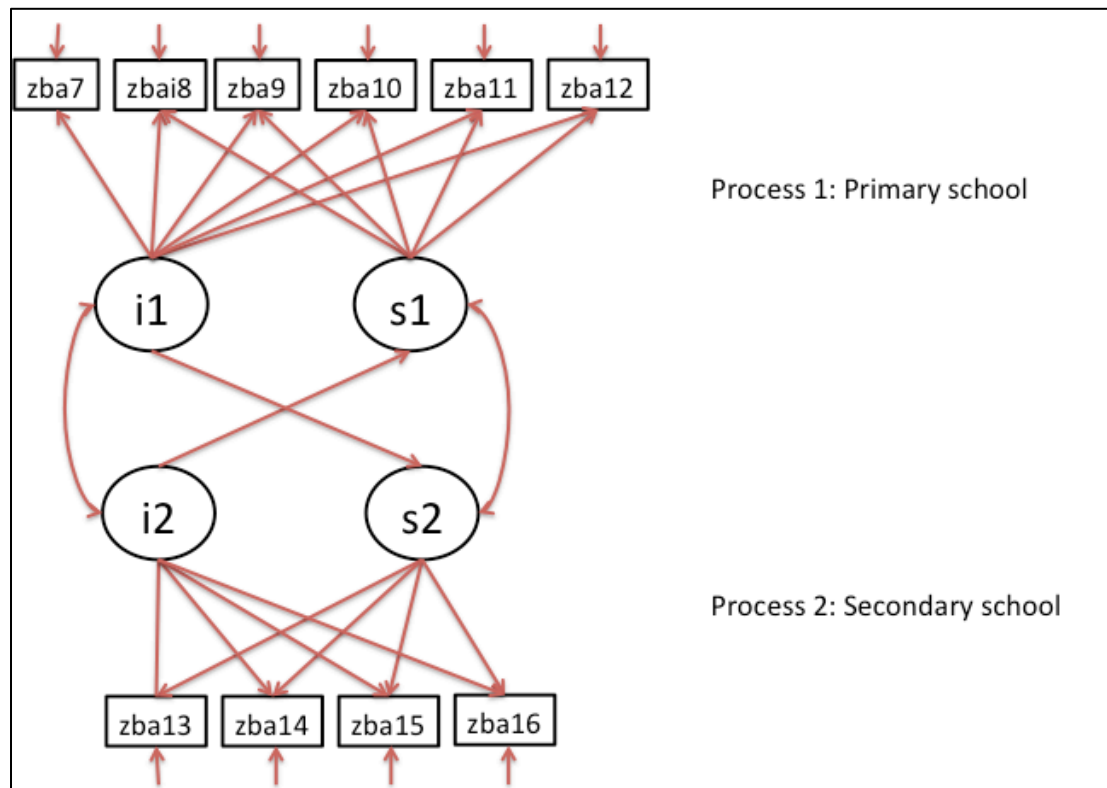 zba7 zbai8 zba9 zba10 zba11 zba12
Process 1: Primary school
i1 s1
i2 s2
Process 2: Secondary school
zba13 zba14 zba15 zba16